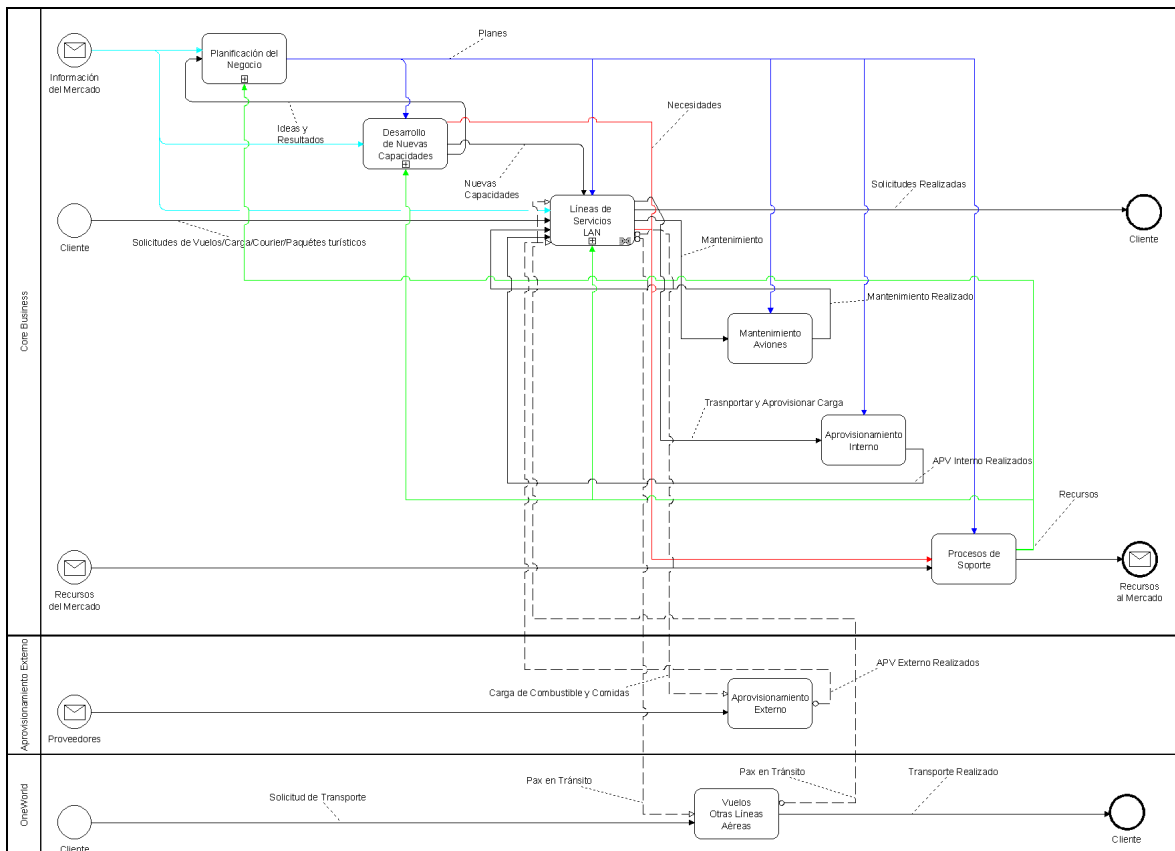 Core Business
Planes
Planificación del
Negocio
Información
del Mercado
Necesidades
Ideas y
Resultados
Desarrollo
de Nuevas
Capacidades
Nuevas
Capacidades
Solicitudes Realizadas
Cliente
Solicitudes de Vuelos/Carga/Courier/Paquetes turísticos
Líneas de
Servicios
LAN
Cliente
Mantenimiento
Mantenimiento Realizado
Mantenimiento
Aviones
Trasnportar y Aprovisionar Carga
Aprovisionamiento
Interno
APV Interno Realizados
Recursos
Procesos de
Soporte
Recursos
del Mercado
Recursos
al Mercado
Aprovisionamiento Externo
APV Externo Realizados
Carga de Combustible y Comidas
Aprovisionamiento
Externo
Proveedores
OneWorld
Pax en Tránsito
Pax en Tránsito
Transporte Realizado
Solicitud de Transporte
Vuelos
Otras Líneas
Aéreas
Cliente
Cliente